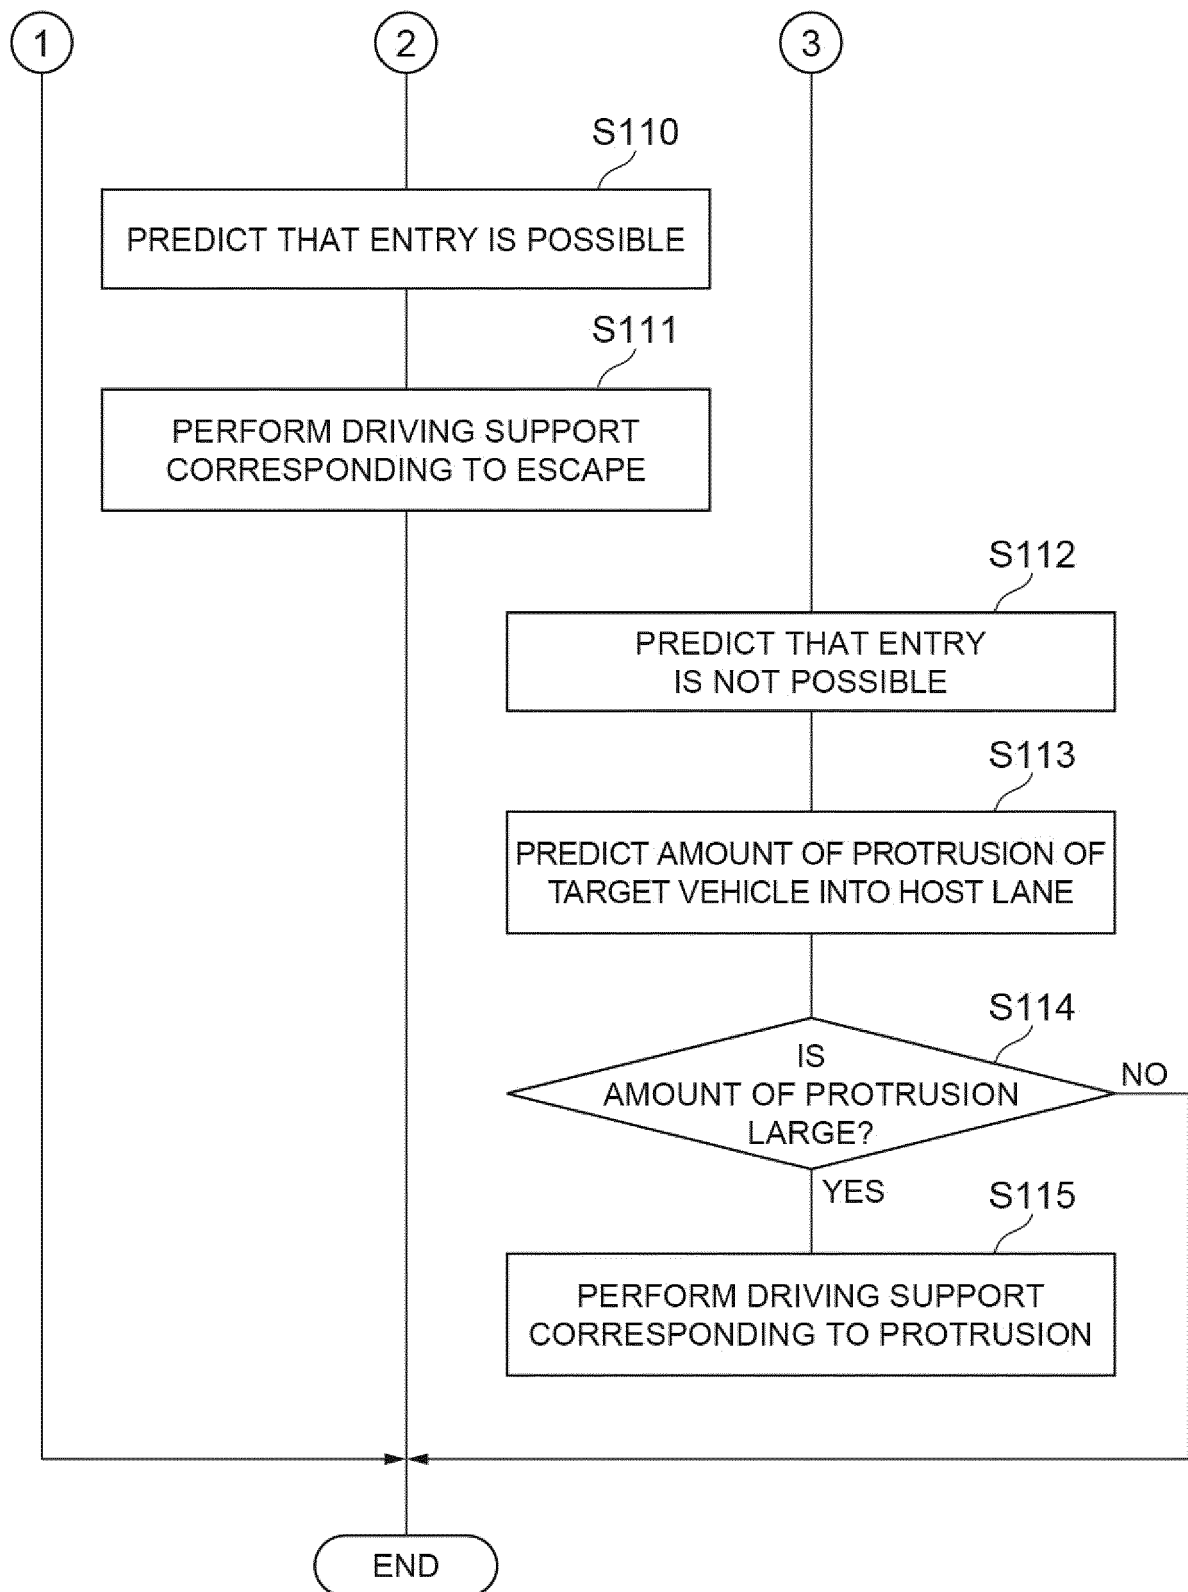 1
2
3
S110
PREDICT THAT ENTRY IS POSSIBLE
S111
PERFORM DRIVING SUPPORT
CORRESPONDING TO ESCAPE
S112
PREDICT THAT ENTRY
IS NOT POSSIBLE
S113
PREDICT AMOUNT OF PROTRUSION OF
TARGET VEHICLE INTO HOST LANE
S114
IS
AMOUNT OF PROTRUSION
LARGE?
NO
YES
S115
PERFORM DRIVING SUPPORT
CORRESPONDING TO PROTRUSION
END